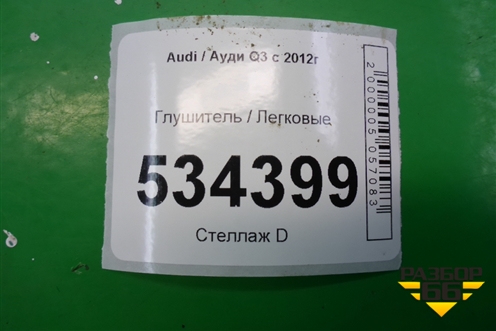 Audi / Ауди Q3 с 2012г
Глушитель / Легковые
534399
Стеллаж D
2000005057083
РАЗБОР
66